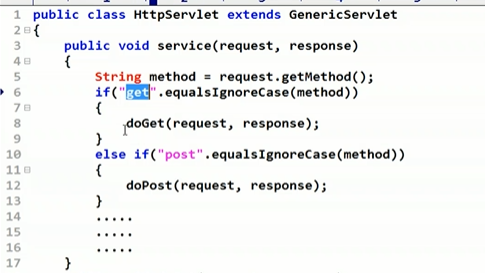 1 public class HttpServlet extends GenericServlet
2 {
3 public void service(request, response)
4 {
5 String method = request.getMethod();
6 if("get".equalsIgnoreCase(method))
7 {
8 doGet(request, response);
9 }
10 else if("post".equalsIgnoreCase(method))
11 {
12 doPost(request, response);
13 }
14 .....
15 .....
16 .....
17 }